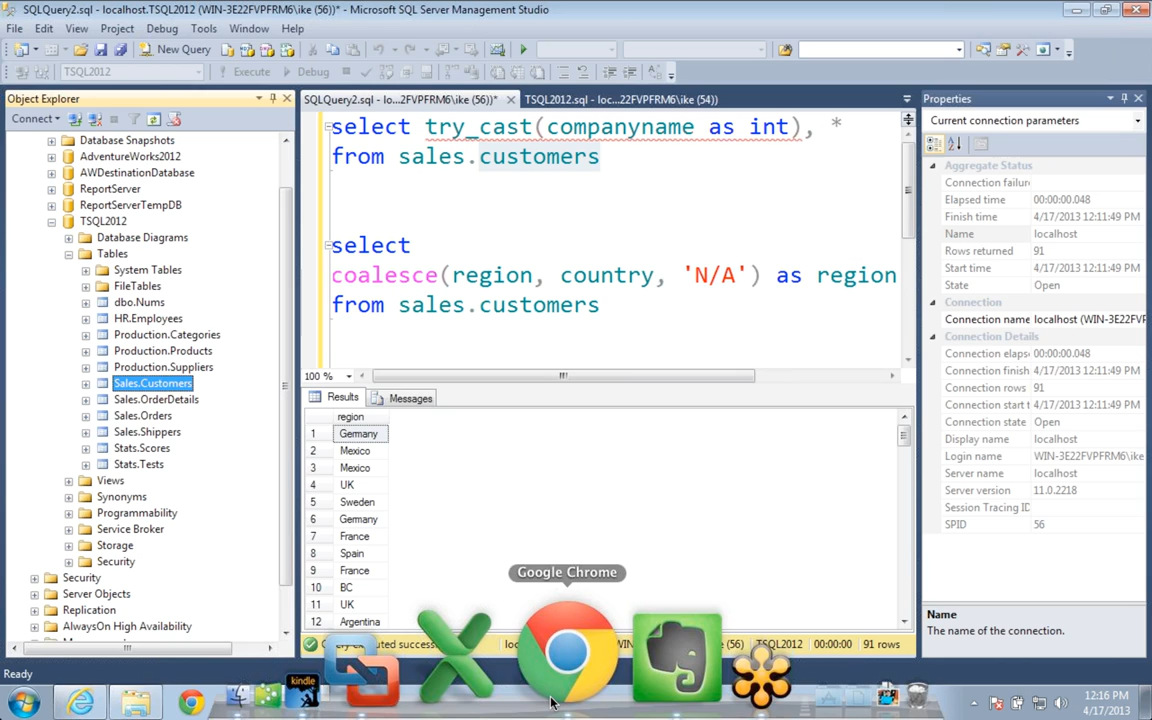 SQLQuery2.sql - localhost.TSQL2012 (WIN-3E22VPFRM6\ike (56))* - Microsoft SQL Server Management Studio
File Edit View Project Debug Tools Window Help
New Query
TSQL2012 Execute Debug
Object Explorer
Connect
Database Snapshots
AdventureWorks2012
AWDestinationDatabase
ReportServer
ReportServerTempDB
TSQL2012
Database Diagrams
Tables
System Tables
FileTables
dbo.Nums
HR.Employees
Production.Categories
Production.Products
Production.Suppliers
Sales.Customers
Sales.OrderDetails
Sales.Orders
Sales.Shippers
Stats.Scores
Stats.Tests
Views
Synonyms
Programmability
Service Broker
Storage
Security
Security
Server Objects
Replication
AlwaysOn High Availability
SQLQuery2.sql - lo...2FVPFRM6\ike (56))* TSQL2012.sql - loc...22FVPFRM6\ike (54))
select try_cast(companyname as int), *
from sales.customers
select
coalesce(region, country, 'N/A') as region
from sales.customers
100 %
Results Messages
region
1 Germany
2 Mexico
3 Mexico
4 UK
5 Sweden
6 Germany
7 France
8 Spain
9 France
10 BC
11 UK
12 Argentina
(56) TSQL2012 00:00:00 91 rows
Properties
Current connection parameters
Aggregate Status
Connection failure
Elapsed time 00:00:00.048
Finish time 4/17/2013 12:11:49 PM
Name localhost
Rows returned 91
Start time 4/17/2013 12:11:49 PM
State Open
Connection
Connection name localhost (WIN-3E22FVPF
Connection Details
Connection elaps 00:00:00.048
Connection finish 4/17/2013 12:11:49 PM
Connection rows 91
Connection start t 4/17/2013 12:11:49 PM
Connection state Open
Display name localhost
Login name WIN-3E22FVPFRM6\ike
Server name localhost
Server version 11.0.2218
Session Tracing ID
SPID 56
Name
The name of the connection.
Google Chrome
Ready
kindle
12:16 PM
4/17/2013